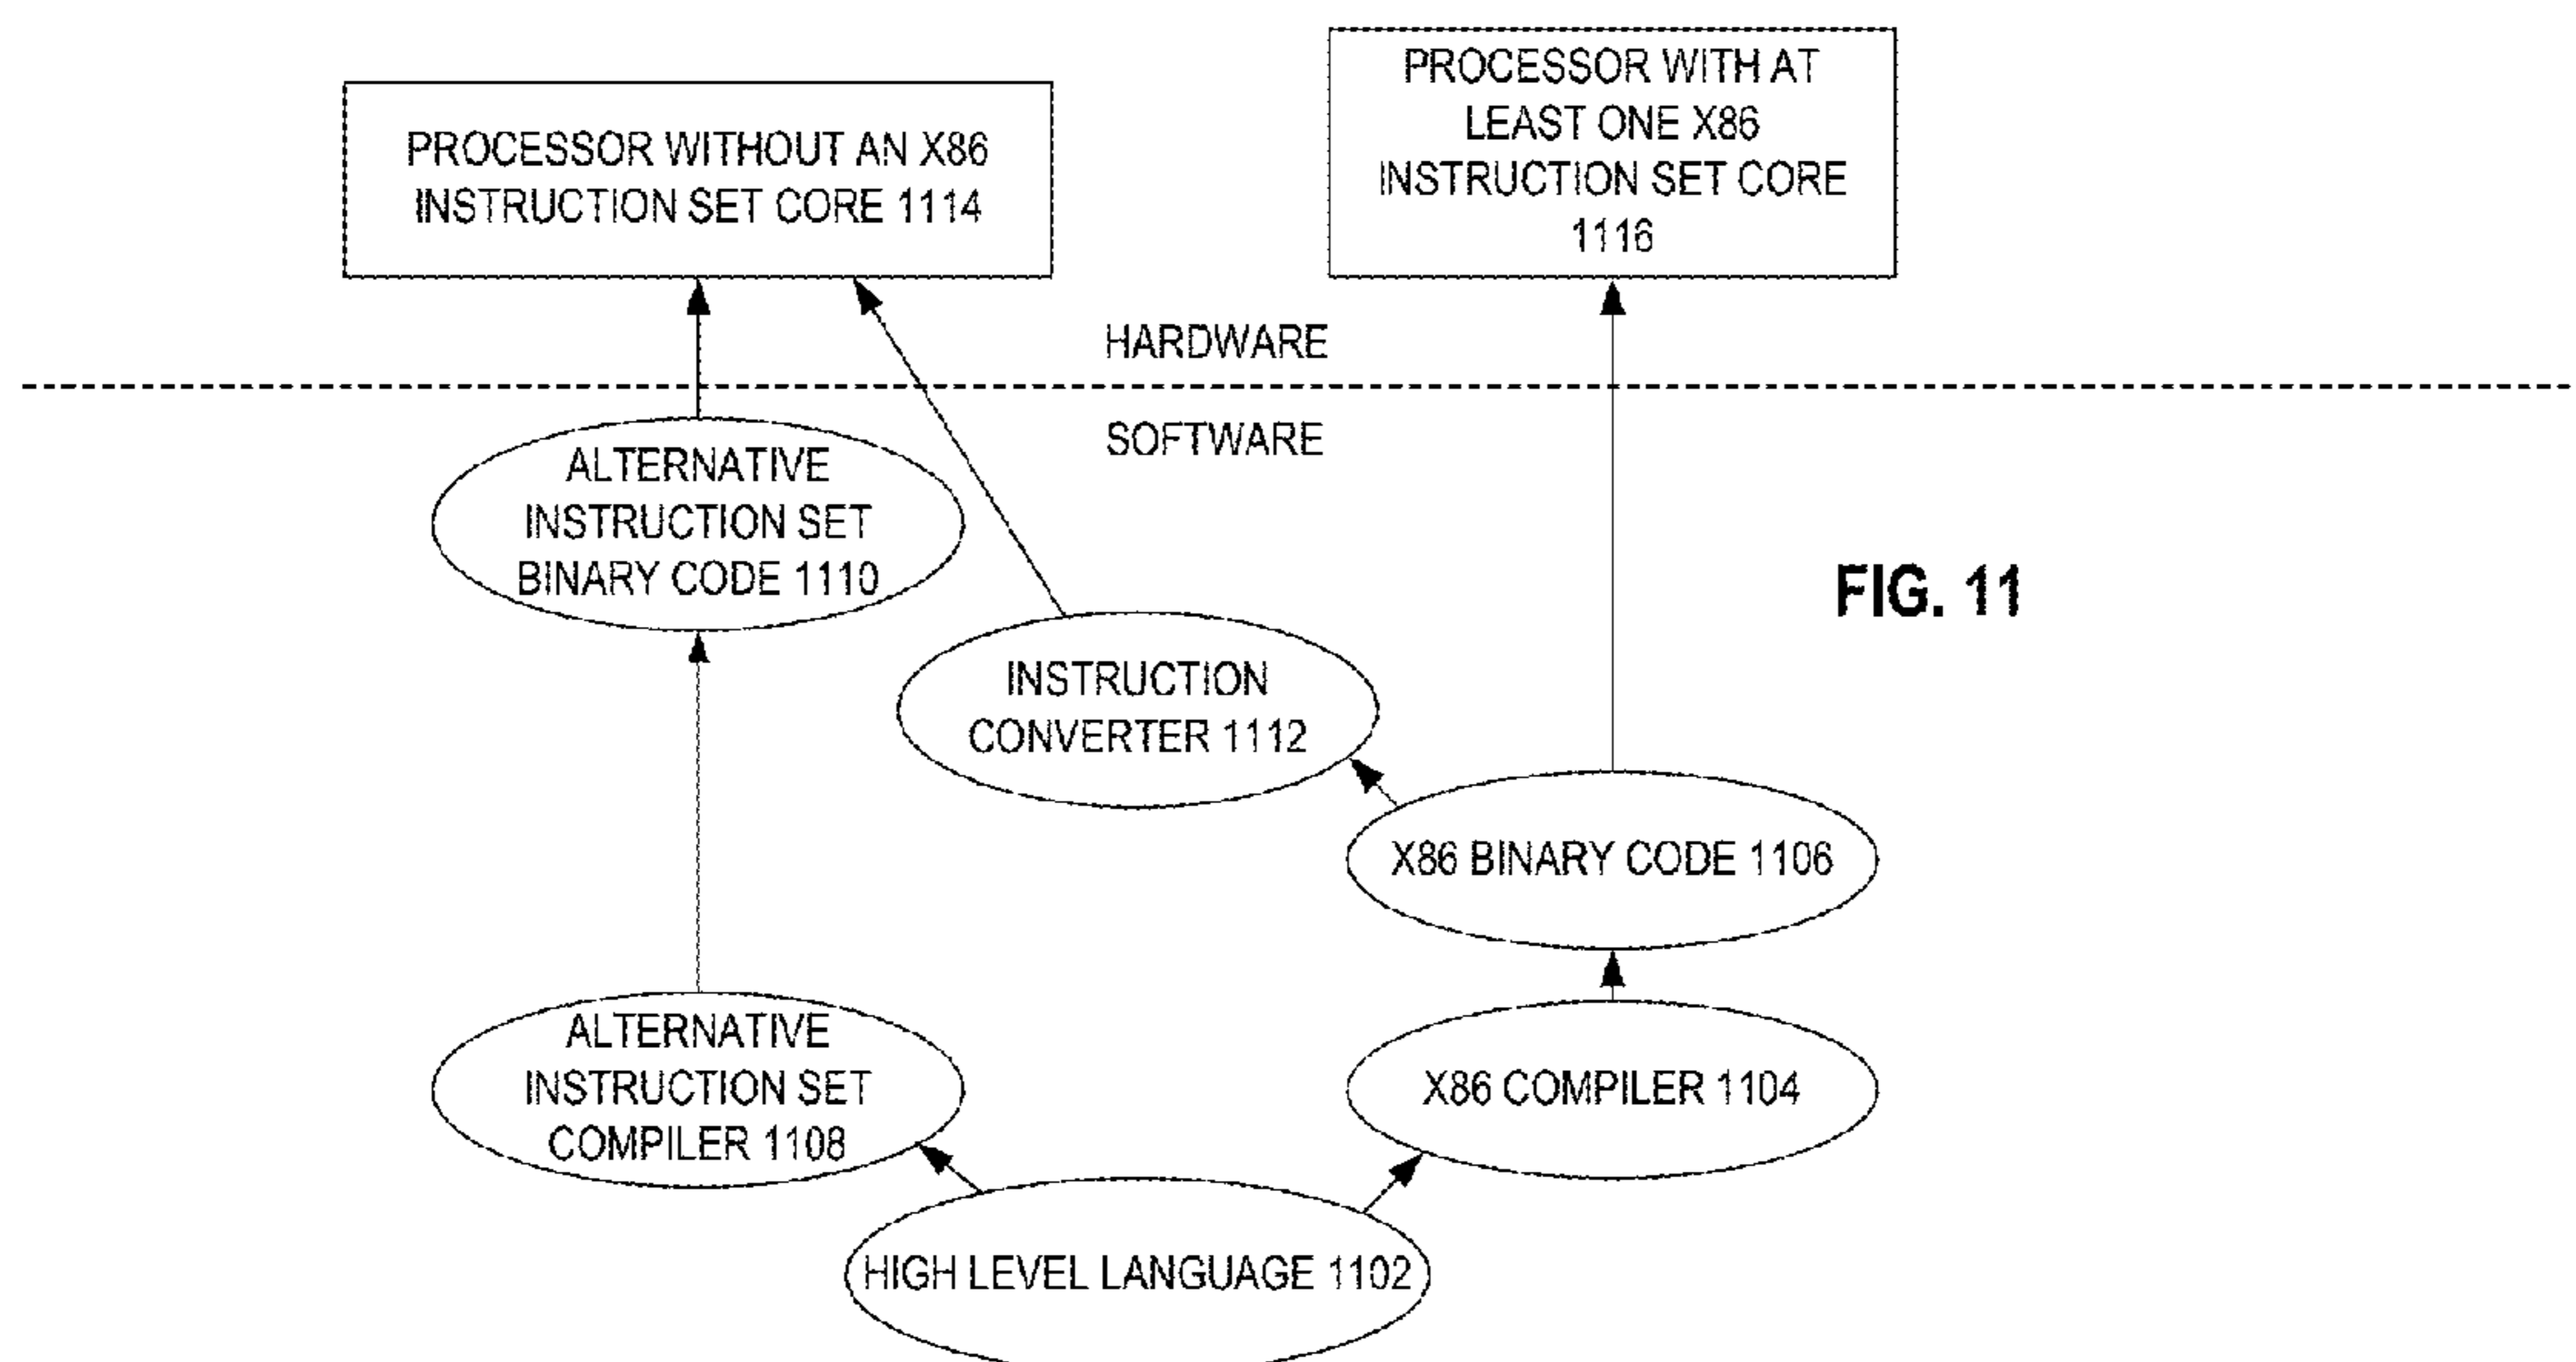 PROCESSOR WITHOUT AN X86
INSTRUCTION SET CORE 1114
PROCESSOR WITH AT
LEAST ONE X86
INSTRUCTION SET CORE
1116
HARDWARE
SOFTWARE
ALTERNATIVE
INSTRUCTION SET
BINARY CODE 1110
FIG. 11
INSTRUCTION
CONVERTER 1112
X86 BINARY CODE 1106
ALTERNATIVE
INSTRUCTION SET
COMPILER 1108
X86 COMPILER 1104
HIGH LEVEL LANGUAGE 1102